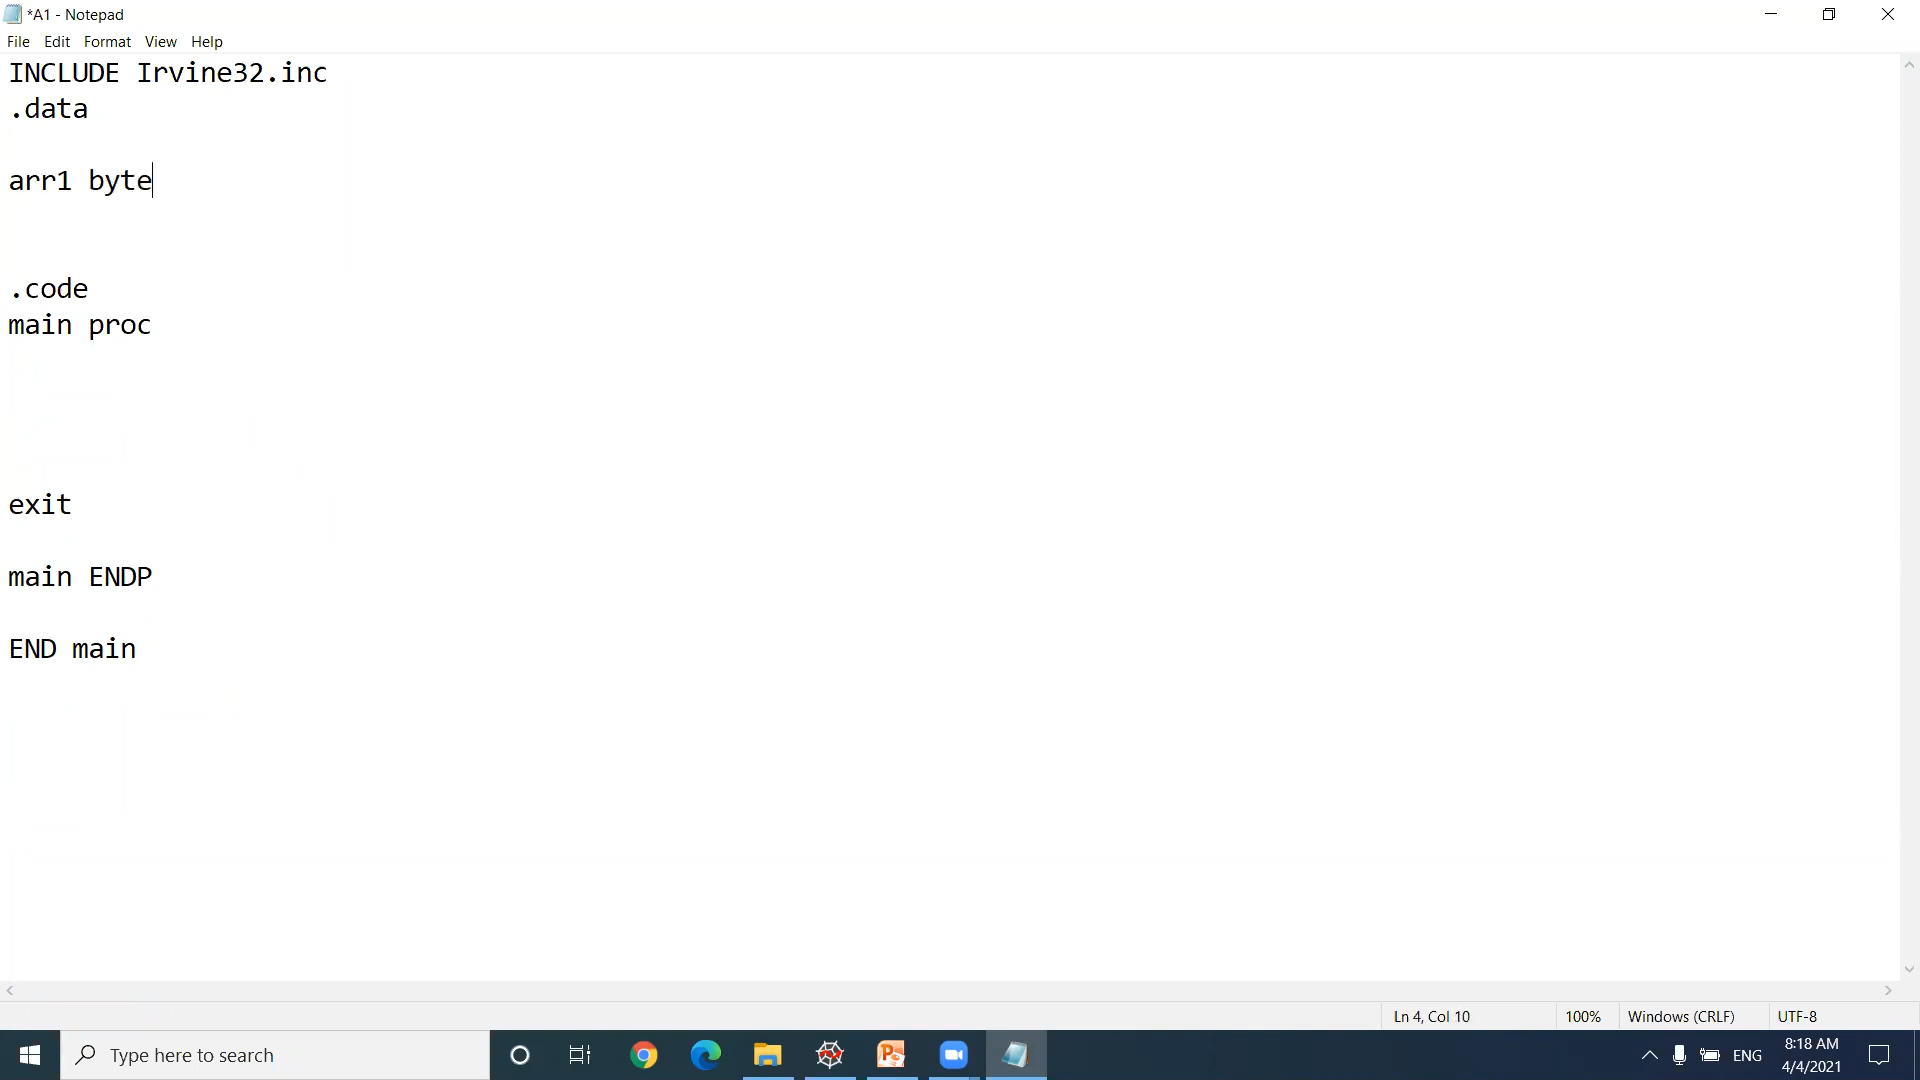 *A1 - Notepad
File Edit Format View Help
INCLUDE Irvine32.inc
.data
arr1 byte
.code
main proc
exit
main ENDP
END main
Ln 4, Col 10 100% Windows (CRLF) UTF-8
Type here to search
ENG
8:18 AM
4/4/2021